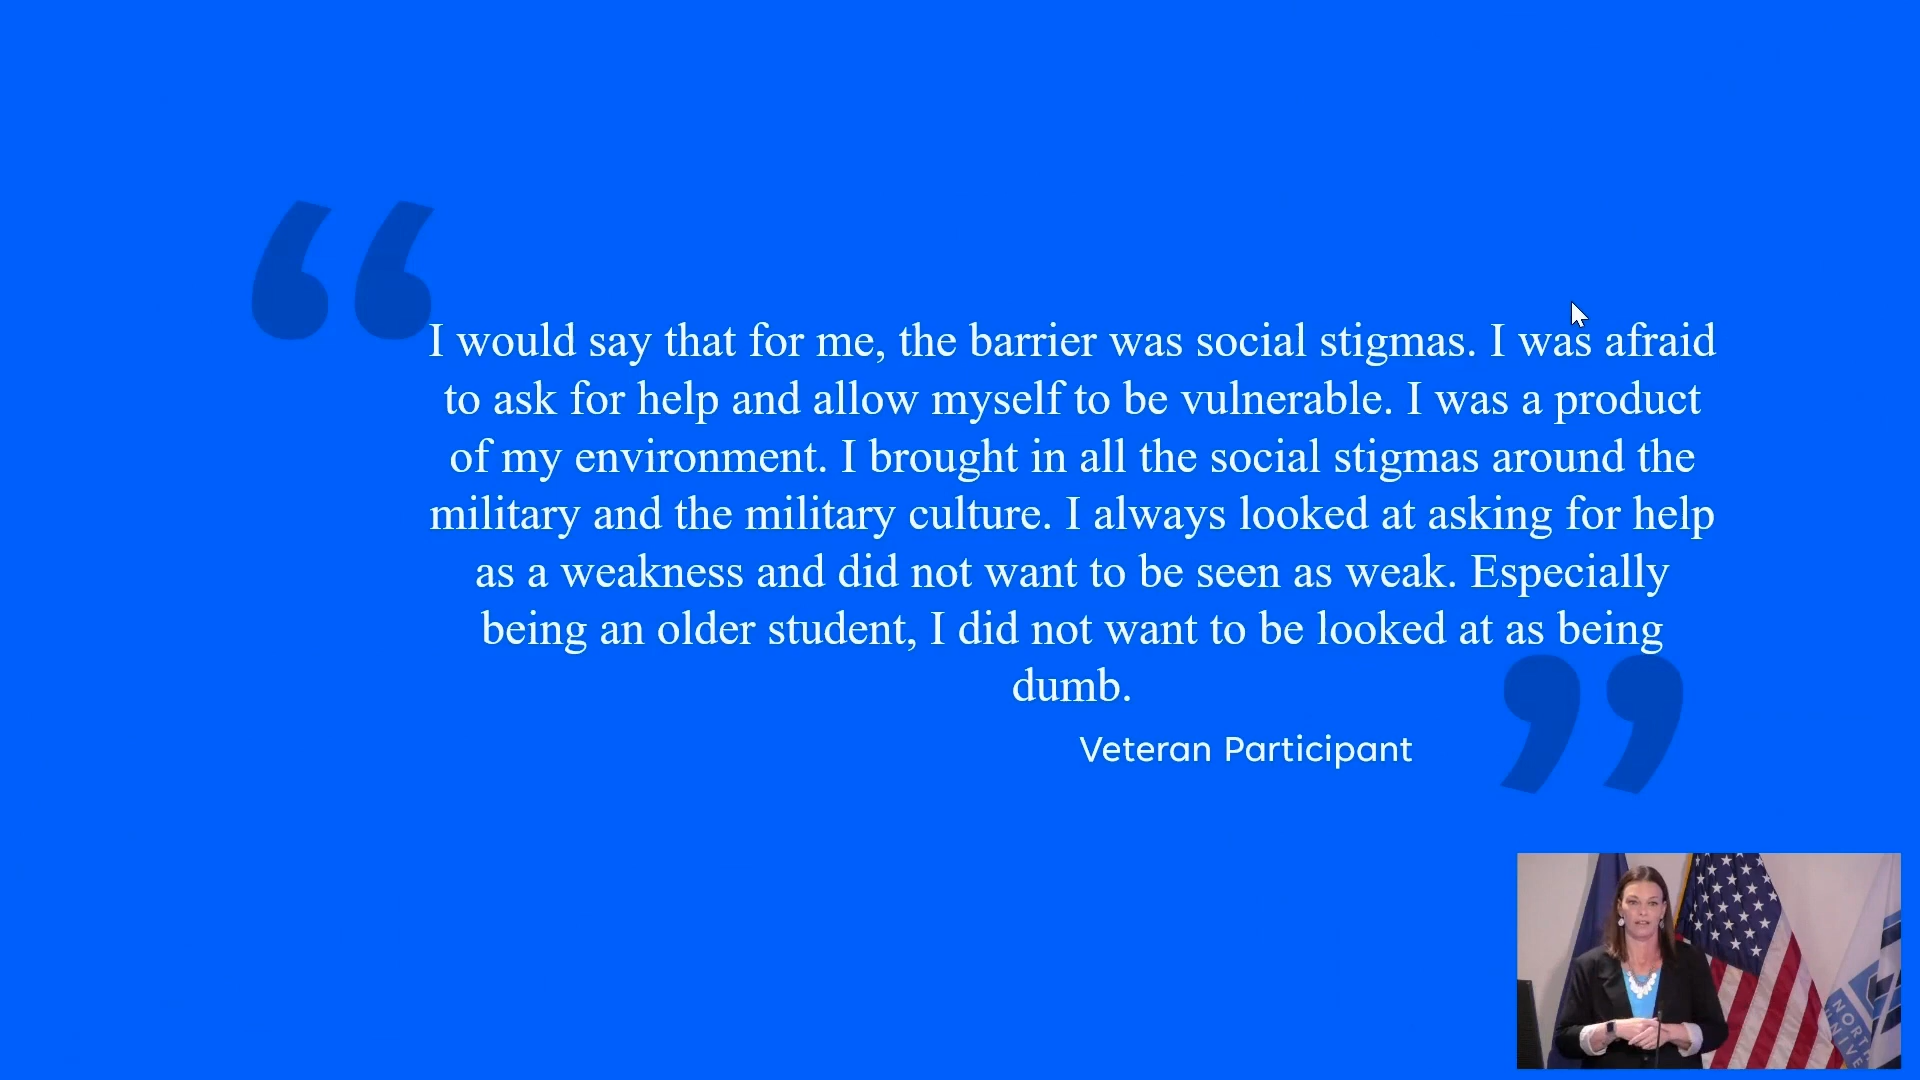 I would say that for me, the barrier was social stigmas. I was afraid
to ask for help and allow myself to be vulnerable. I was a product
of my environment. I brought in all the social stigmas around the
military and the military culture. I always looked at asking for help
as a weakness and did not want to be seen as weak. Especially
being an older student, I did not want to be looked at as being
dumb.
Veteran Participant